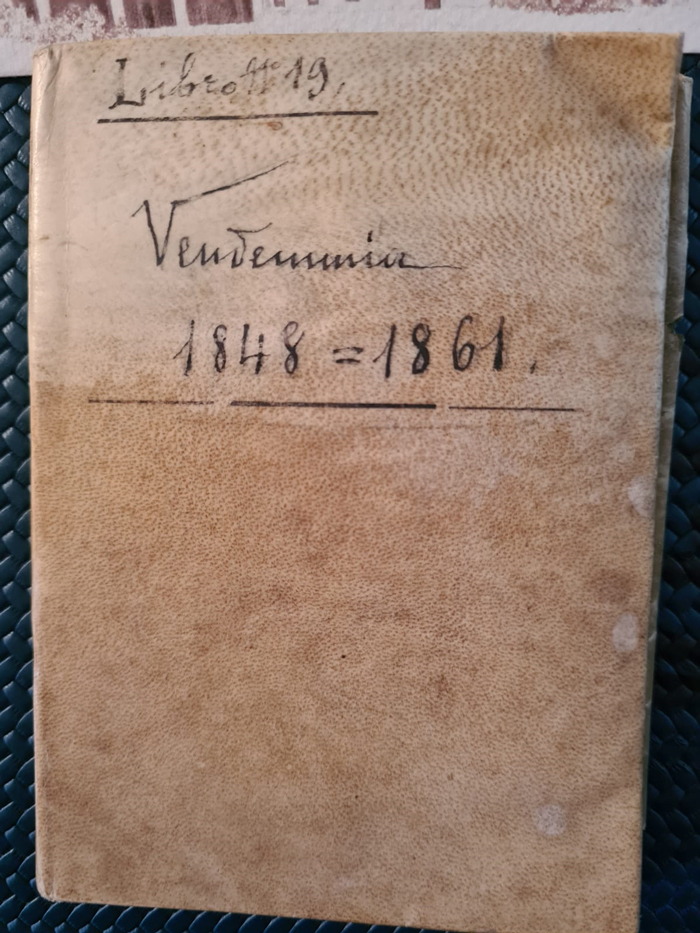 Libro N° 19.
Vendemmia
1848 = 1861.